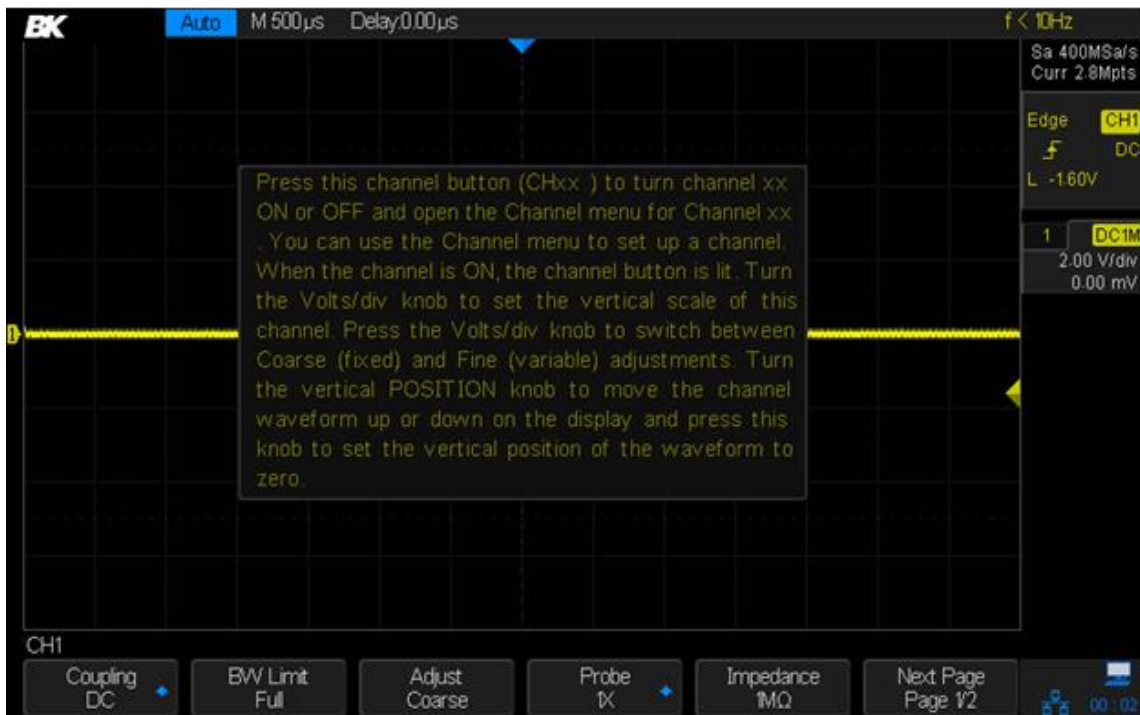 BK Auto M 500µs Delay:0.00µs f < 10Hz
Sa 400MSa/s
Curr 2.8Mpts
Edge CH1
DC
L -1.60V
1 DC1M
2.00 V/div
0.00 mV
Press this channel button (CHxx ) to turn channel xx
ON or OFF and open the Channel menu for Channel xx
. You can use the Channel menu to set up a channel.
When the channel is ON, the channel button is lit. Turn
the Volts/div knob to set the vertical scale of this
channel. Press the Volts/div knob to switch between
Coarse (fixed) and Fine (variable) adjustments. Turn
the vertical POSITION knob to move the channel
waveform up or down on the display and press this
knob to set the vertical position of the waveform to
zero.
1
CH1
Coupling
DC
BW Limit
Full
Adjust
Coarse
Probe
1X
Impedance
1MΩ
Next Page
Page 1/2
00:02